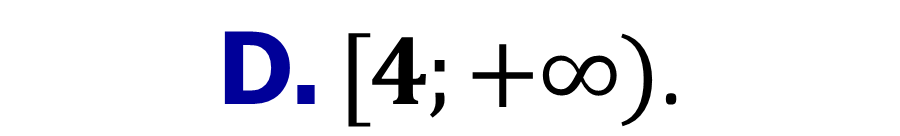 D. [4; +∞).